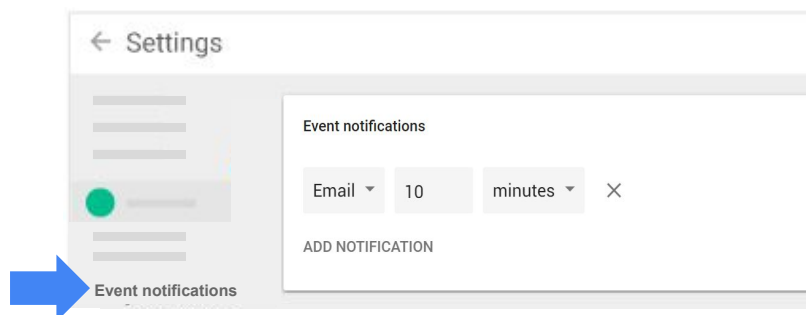 Settings
Event notifications
Email 10 minutes
ADD NOTIFICATION
Event notifications